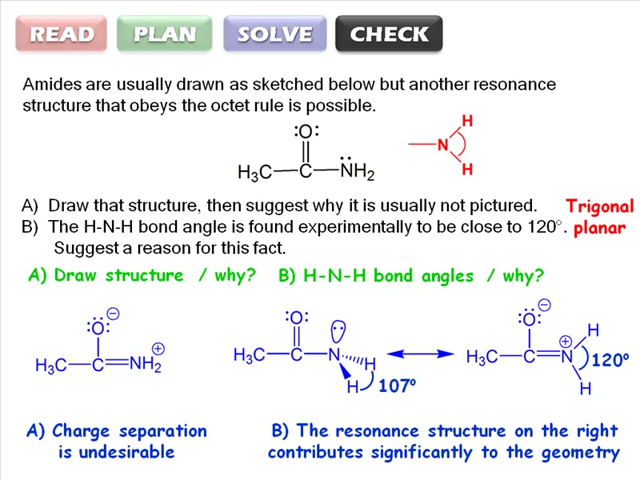 READ PLAN SOLVE CHECK
Amides are usually drawn as sketched below but another resonance
structure that obeys the octet rule is possible.
:O:
H3C—C—NH2
H
N
H
A) Draw that structure, then suggest why it is usually not pictured.
Trigonal
B) The H-N-H bond angle is found experimentally to be close to 120°.
planar
Suggest a reason for this fact.
A) Draw structure / why? B) H-N-H bond angles / why?
:O: ⊖
H3C—C=NH2 ⊕
:O:
H3C—C—N H
H 107°
:O: ⊖
H3C—C=N ⊕ H
120°
H
A) Charge separation
is undesirable
B) The resonance structure on the right
contributes significantly to the geometry